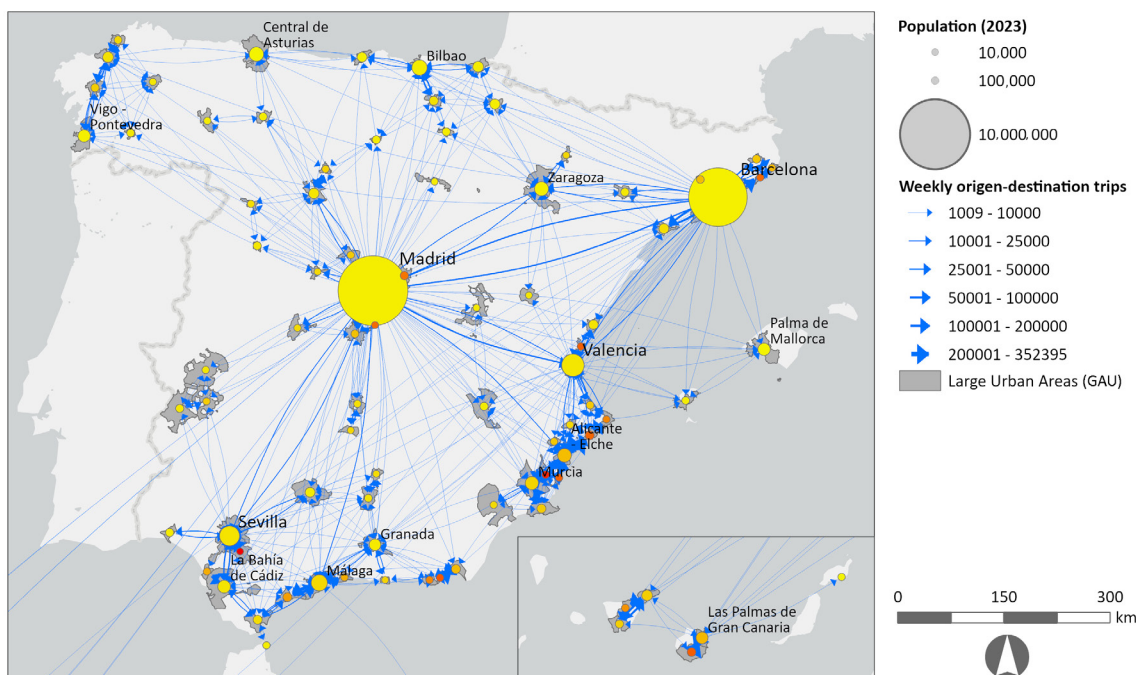 Central de
Asturias
Bilbao
Vigo -
Pontevedra
Zaragoza
Barcelona
Madrid
Palma de
Mallorca
Valencia
Alicante
- Elche
Murcia
Sevilla
Granada
La Bahía
de Cádiz
Málaga
Las Palmas de
Gran Canaria
Population (2023)
10,000
100,000
10.000.000
Weekly origen-destination trips
1009 - 10000
10001 - 25000
25001 - 50000
50001 - 100000
100001 - 200000
200001 - 352395
Large Urban Areas (GAU)
0 150 300
km